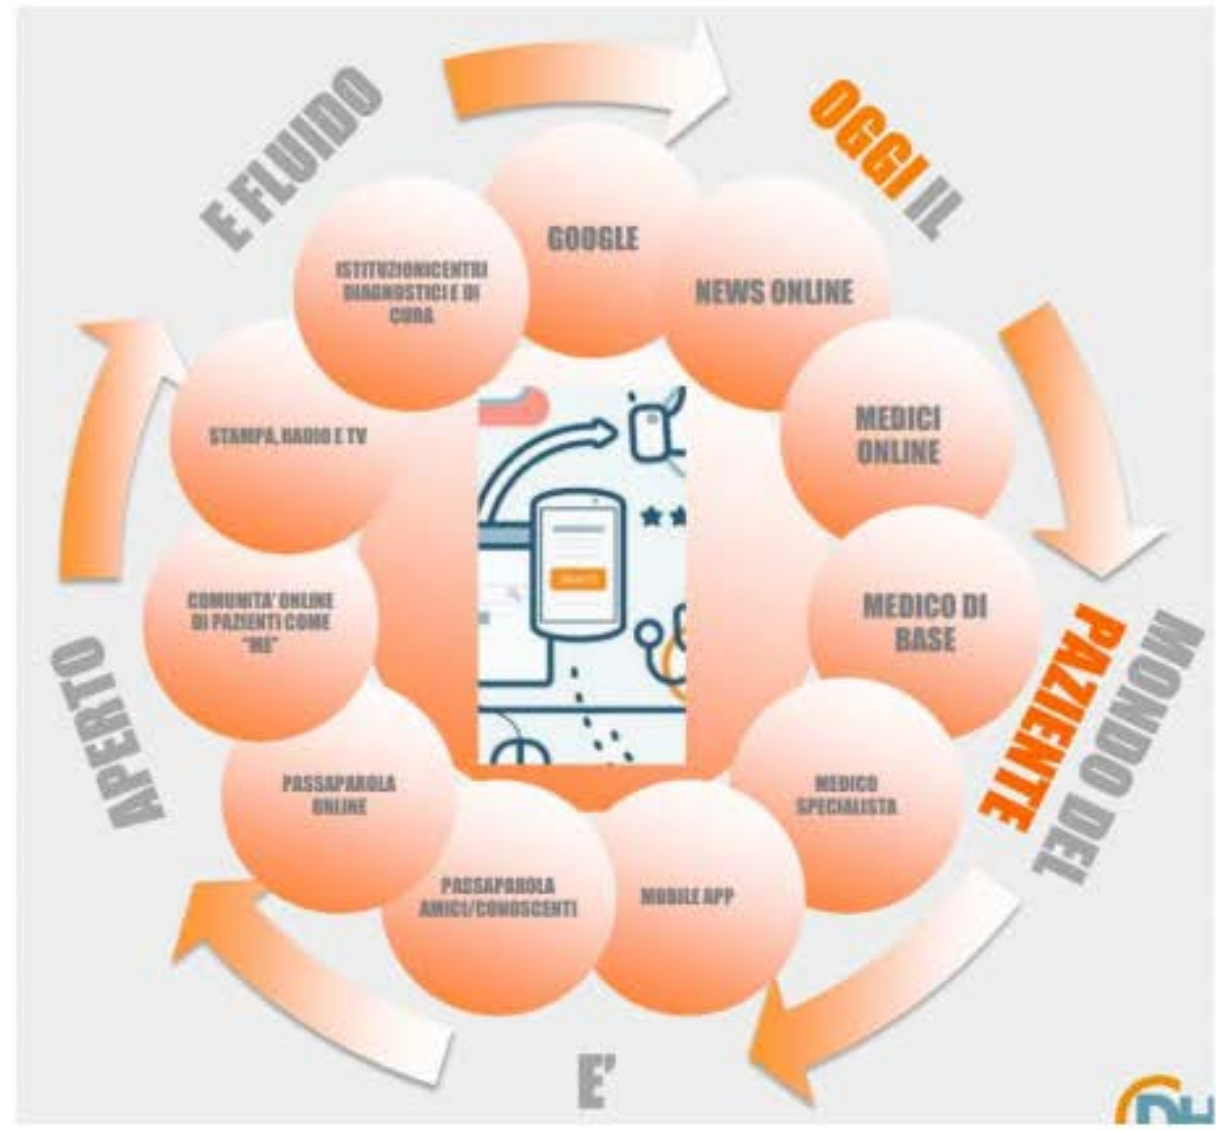 OGGI IL
MONDO DEL
PAZIENTE
E'
APERTO
E FLUIDO
GOOGLE
NEWS ONLINE
MEDICI
ONLINE
MEDICO DI
BASE
MEDICO
SPECIALISTA
MOBILE APP
PASSAPAROLA
AMICI/CONOSCENTI
PASSAPAROLA
ONLINE
COMUNITA' ONLINE
DI PAZIENTI COME
"ME"
STAMPA, RADIO E TV
ISTITUZIONICENTRI
DIAGNOSTICI E DI
CURA